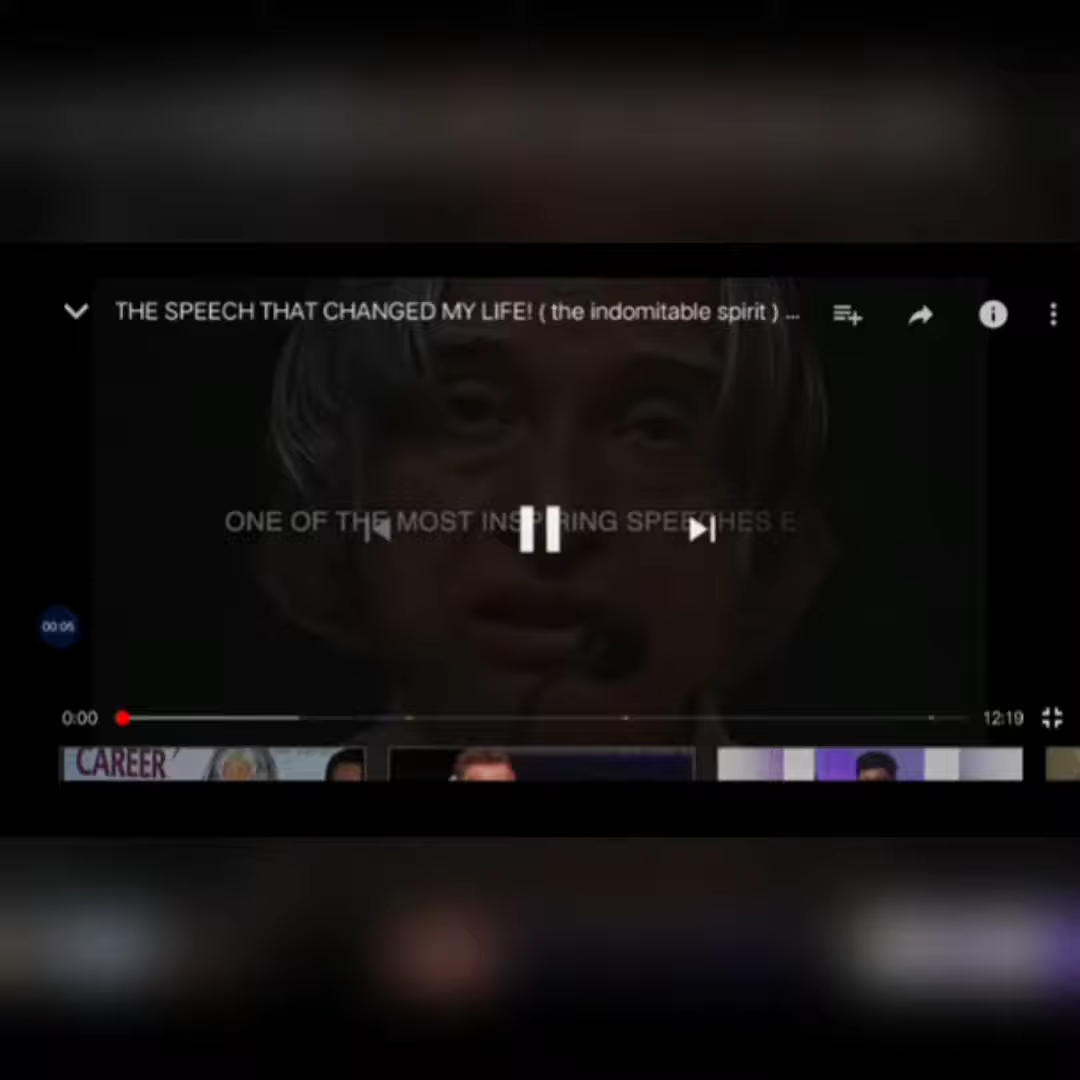 THE SPEECH THAT CHANGED MY LIFE! ( the indomitable spirit ) ...
ONE OF THE MOST INSPIRING SPEECHES E
00:05
0:00
12:19
CAREER